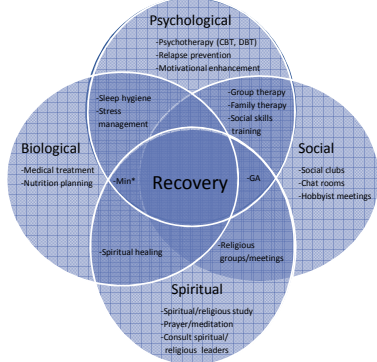 Psychological
-Psychotherapy (CBT, DBT)
-Relapse prevention
-Motivational enhancement
-Sleep hygiene
-Stress
management
-Group therapy
-Family therapy
-Social skills
training
Biological
-Medical treatment
-Nutrition planning
Social
-Social clubs
-Chat rooms
-Hobbyist meetings
-Min*
Recovery
-GA
-Spiritual healing
-Religious
groups/meetings
Spiritual
-Spiritual/religious study
-Prayer/meditation
-Consult spiritual/
religious leaders